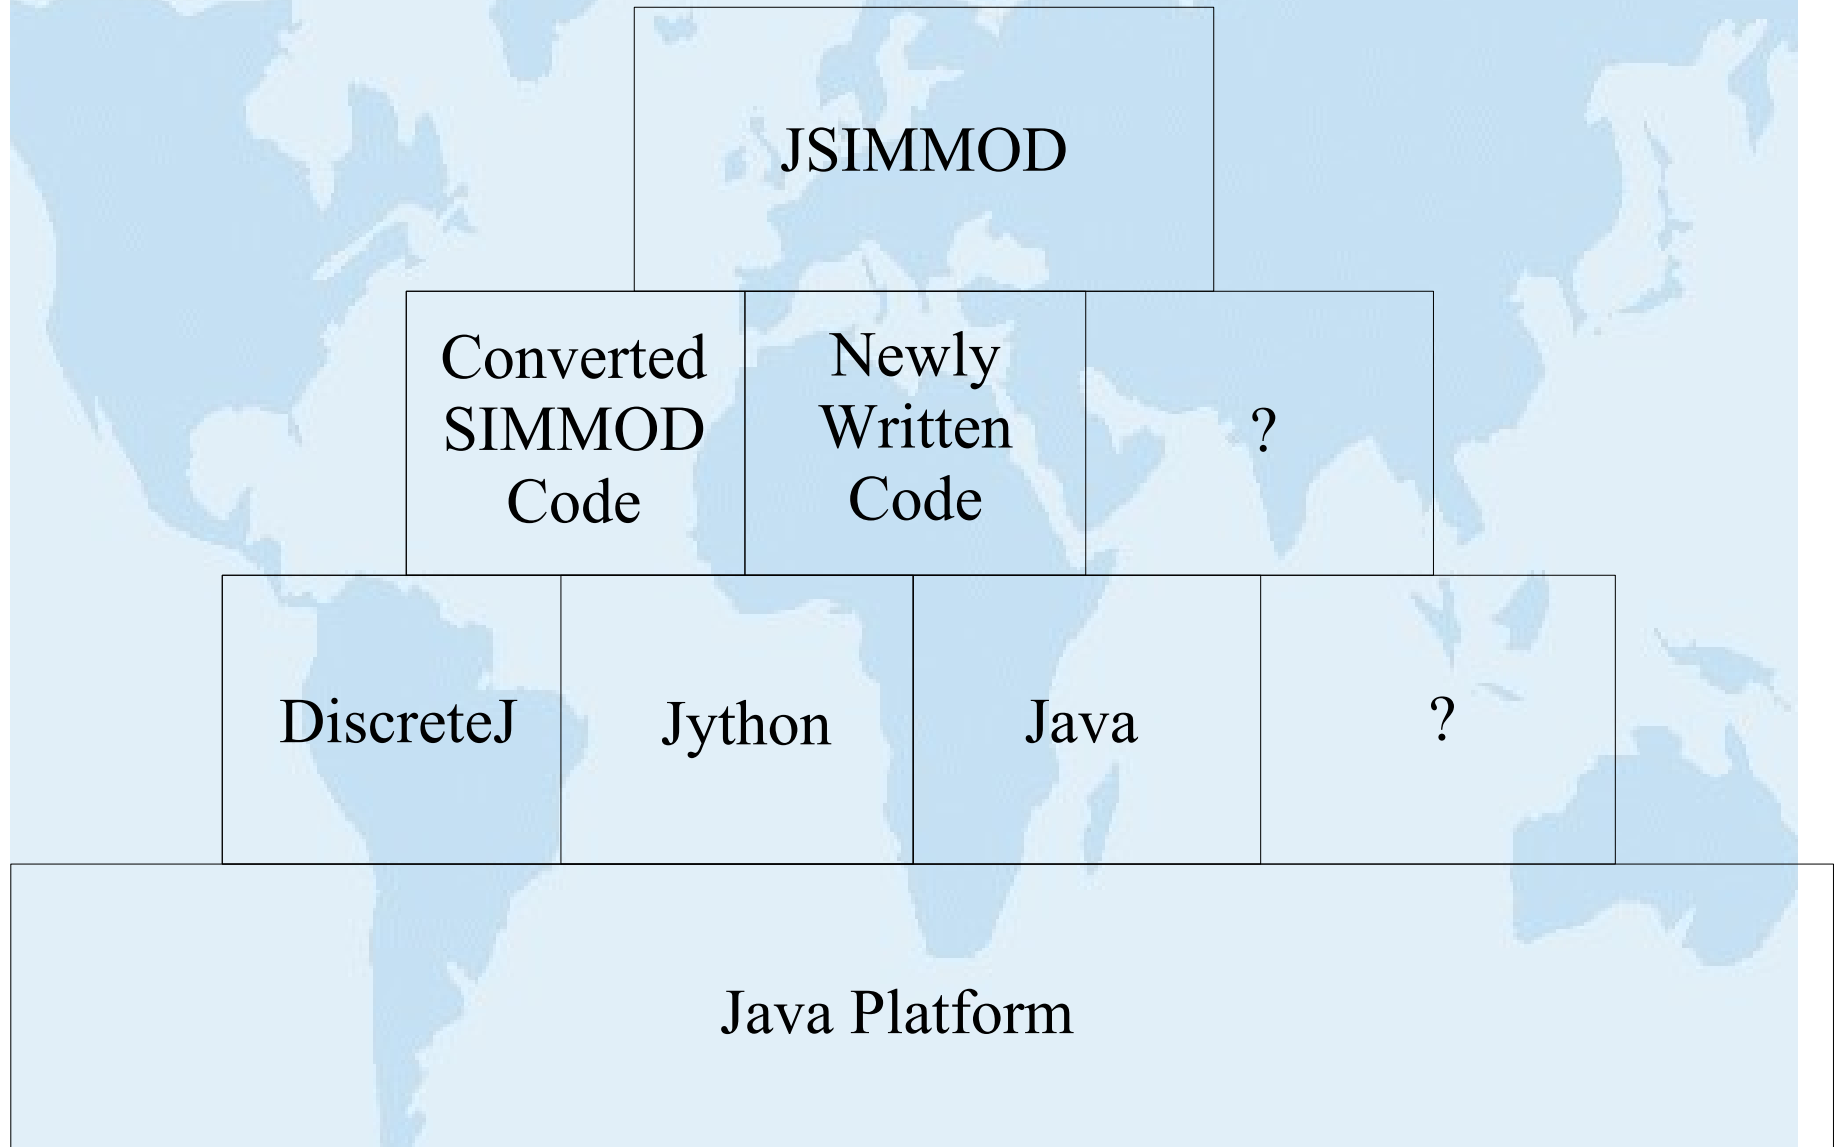 JSIMMOD
Converted
SIMMOD
Code
Newly
Written
Code
?
DiscreteJ
Jython
Java
?
Java Platform